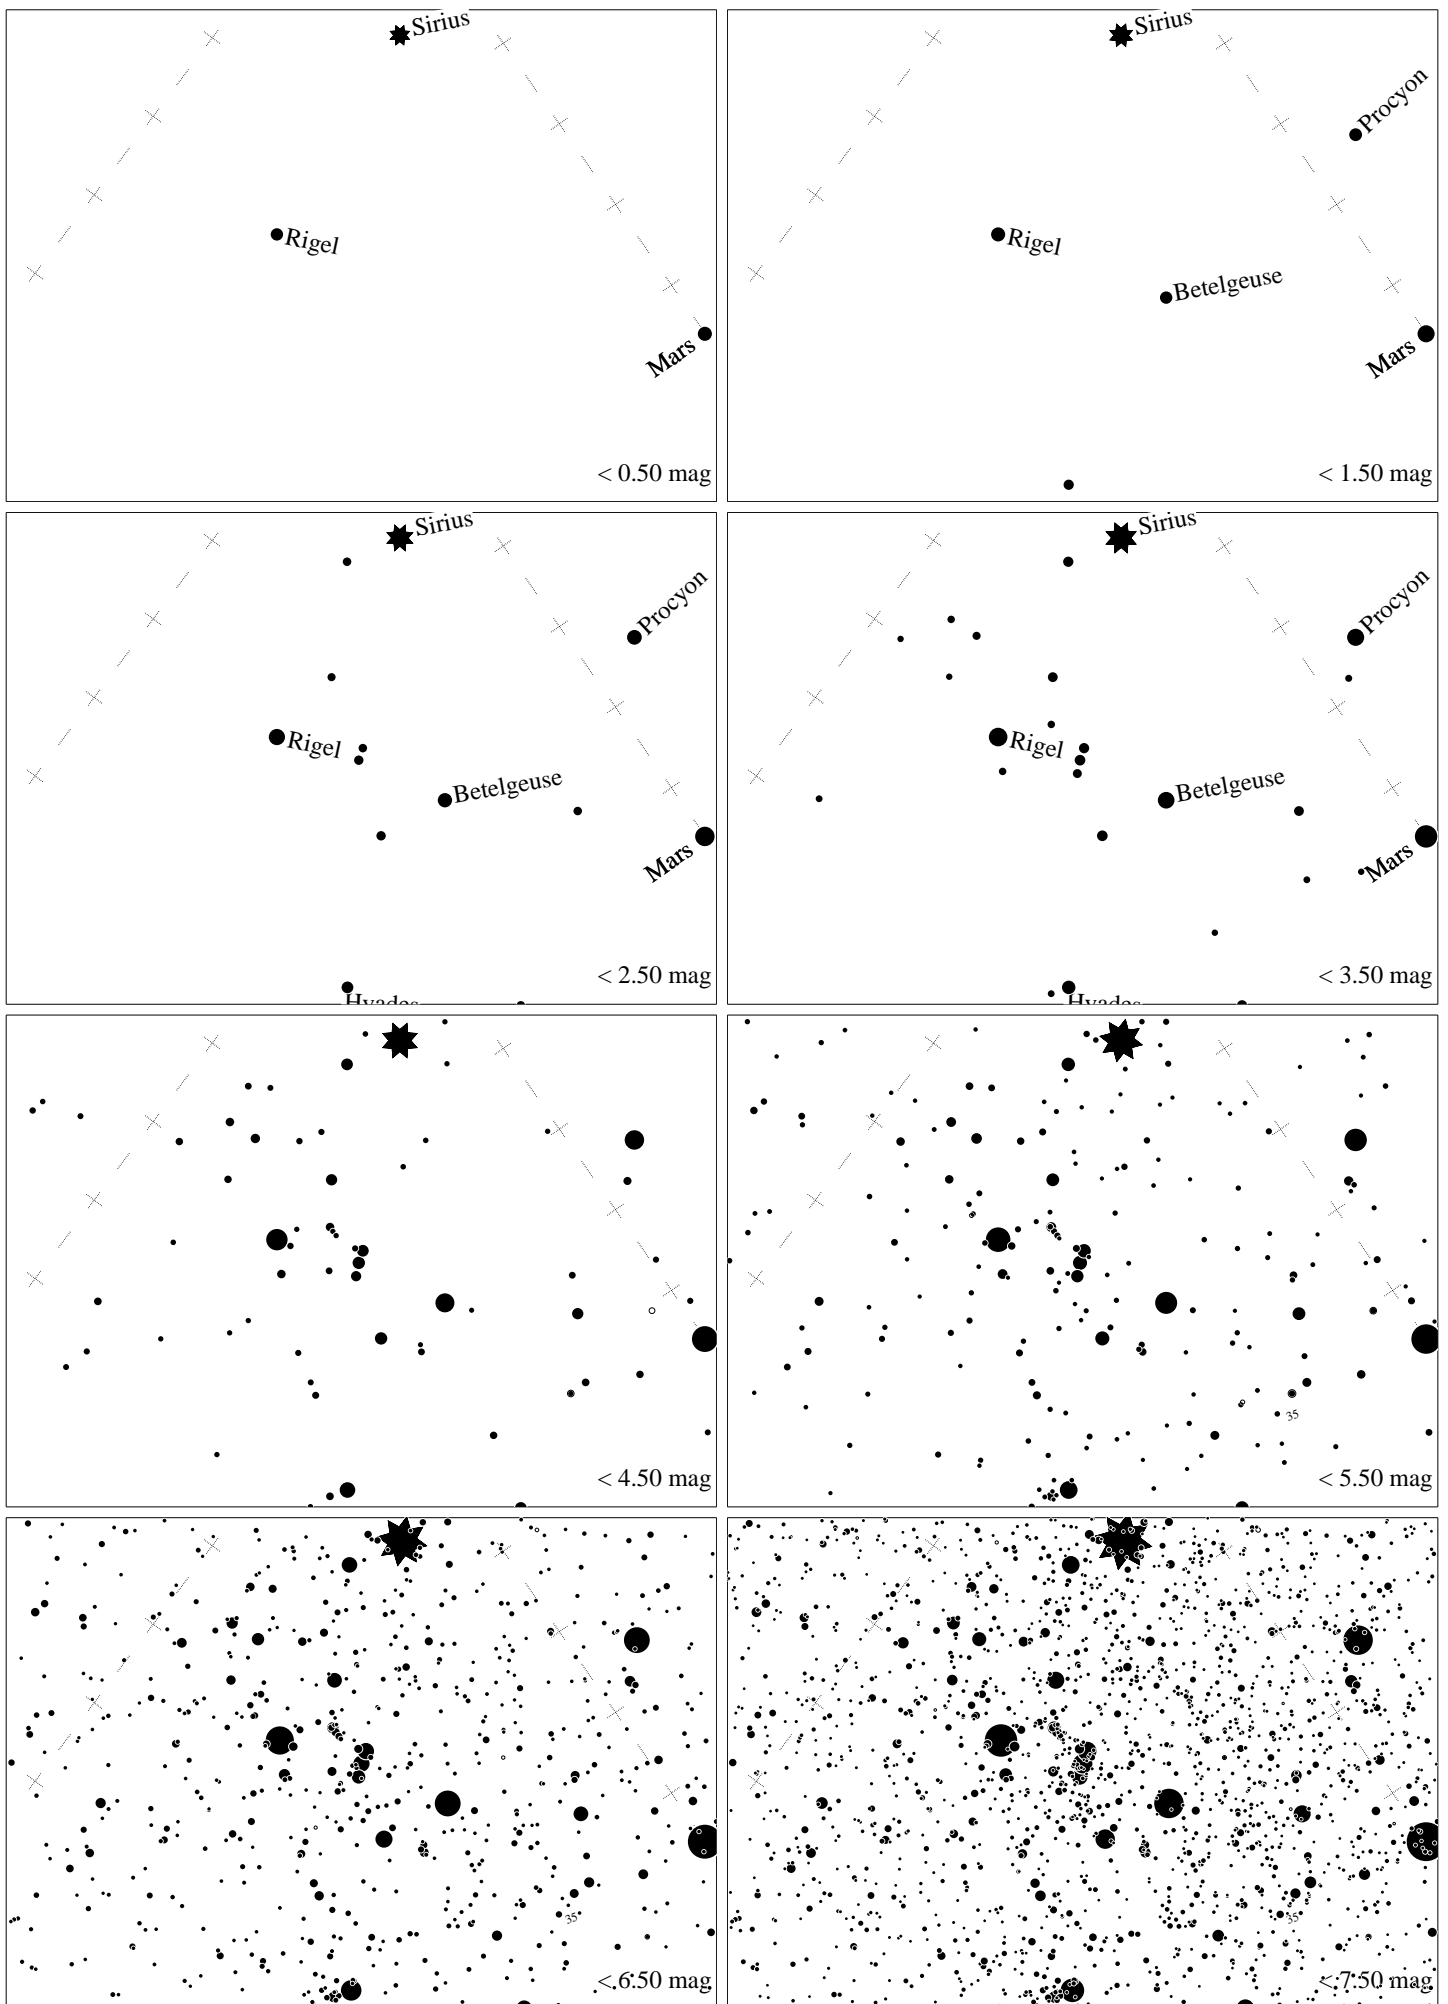 Sirius
Rigel
Mars
< 0.50 mag
Sirius
Procyon
Rigel
Betelgeuse
Mars
< 1.50 mag
Sirius
Procyon
Rigel
Betelgeuse
Mars
< 2.50 mag
Hyades
Sirius
Procyon
Rigel
Betelgeuse
Mars
< 3.50 mag
Hyades
< 4.50 mag
35
< 5.50 mag
35
< 6.50 mag
35
< 7.50 mag